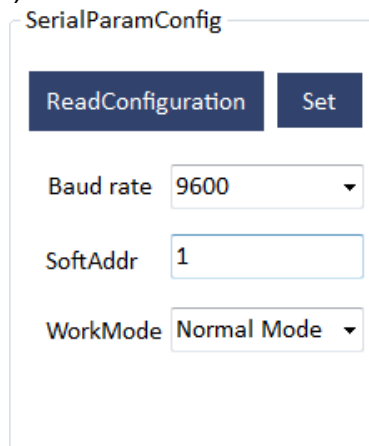 SerialParamConfig
ReadConfiguration Set
Baud rate 9600
SoftAddr 1
WorkMode Normal Mode